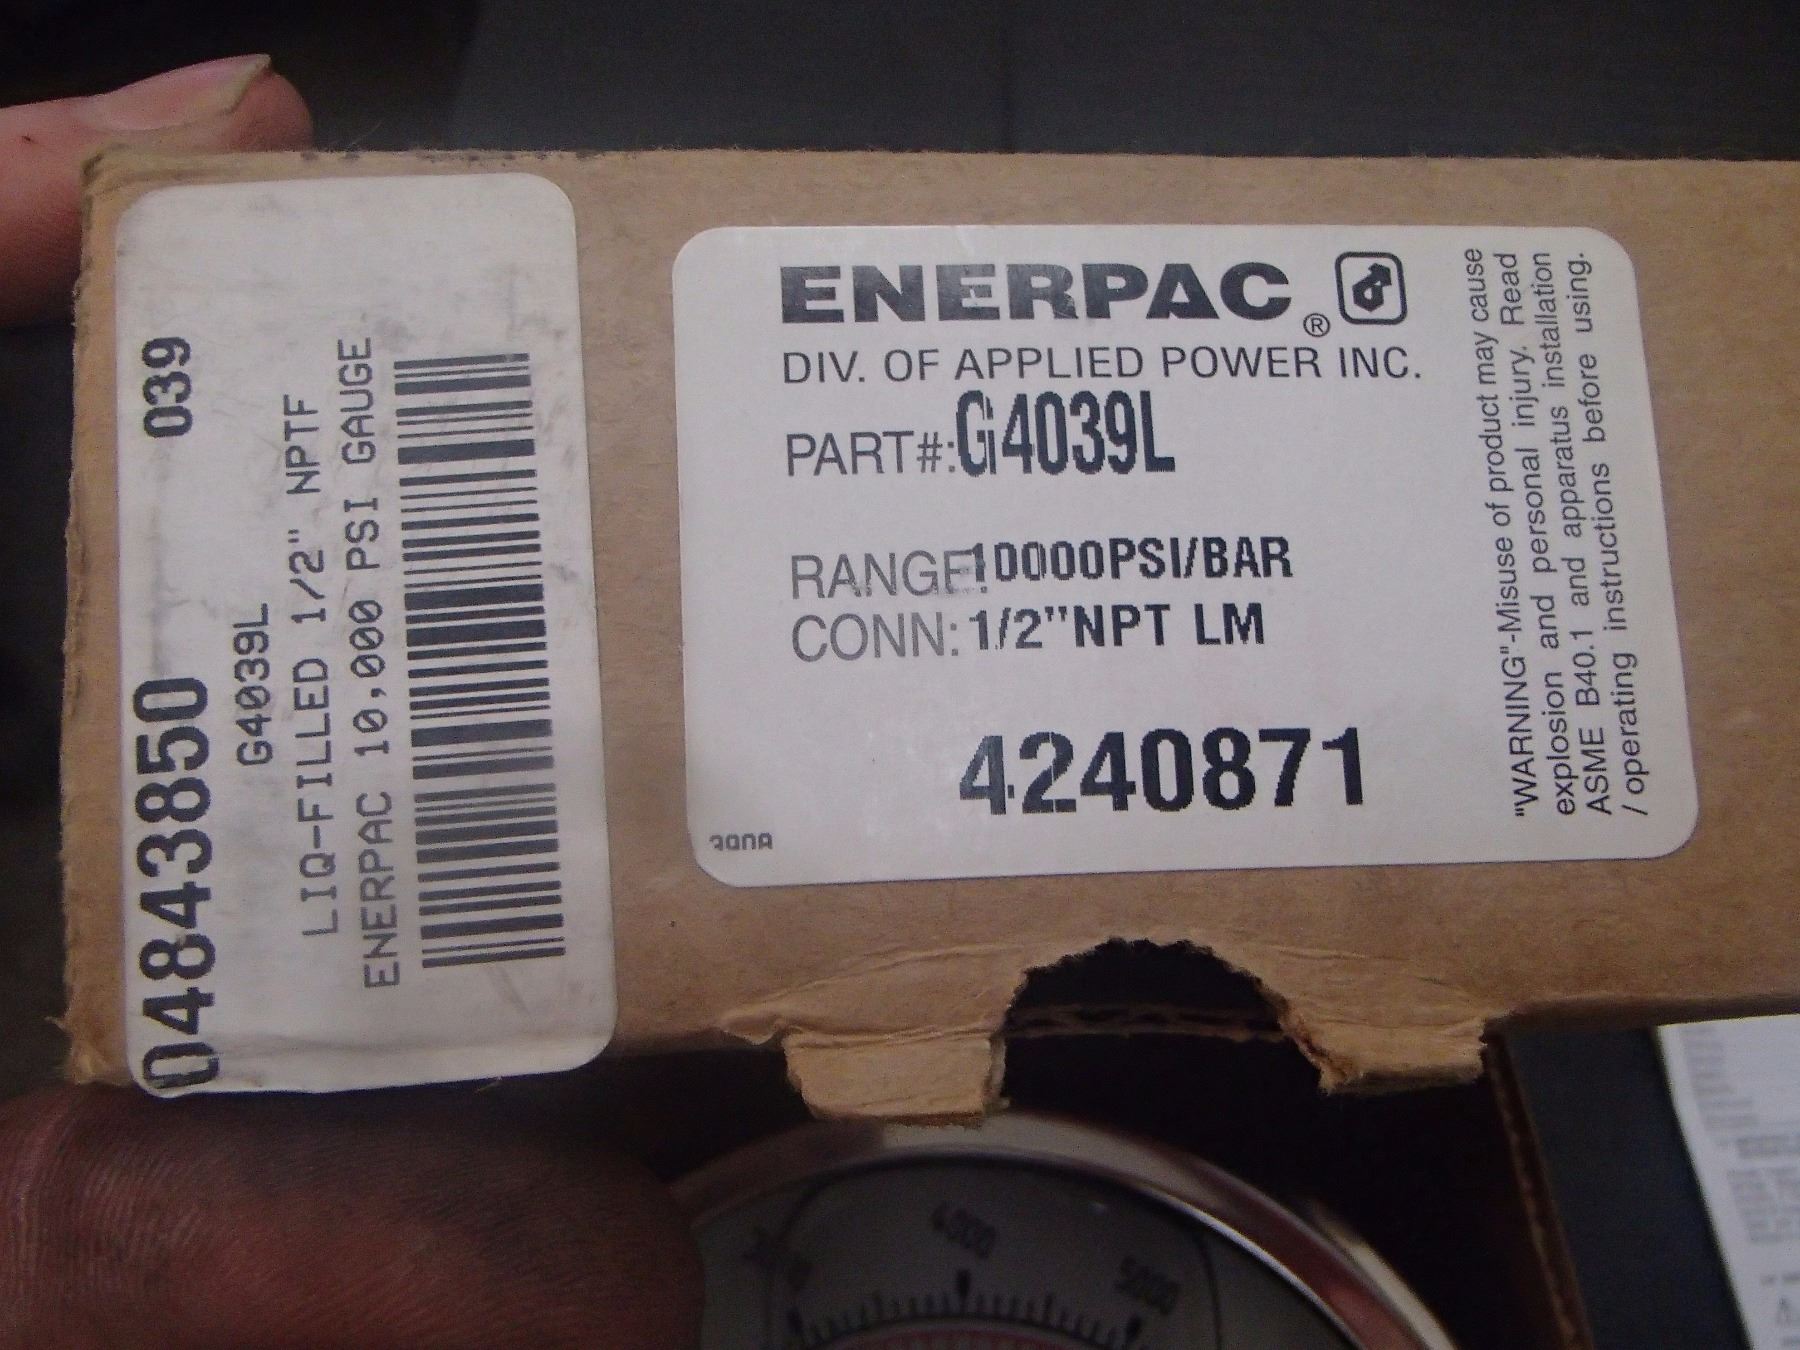 04843850 039
G4039L
LIQ-FILLED 1/2" NPTF
ENERPAC 10,000 PSI GAUGE
ENERPAC ®
DIV. OF APPLIED POWER INC.
PART#: G4039L
RANGE: 10000PSI/BAR
CONN: 1/2"NPT LM
4240871
"WARNING"-Misuse of product may cause
explosion and personal injury. Read
ASME B40.1 and apparatus installation
/ operating instructions before using.
4000
5000